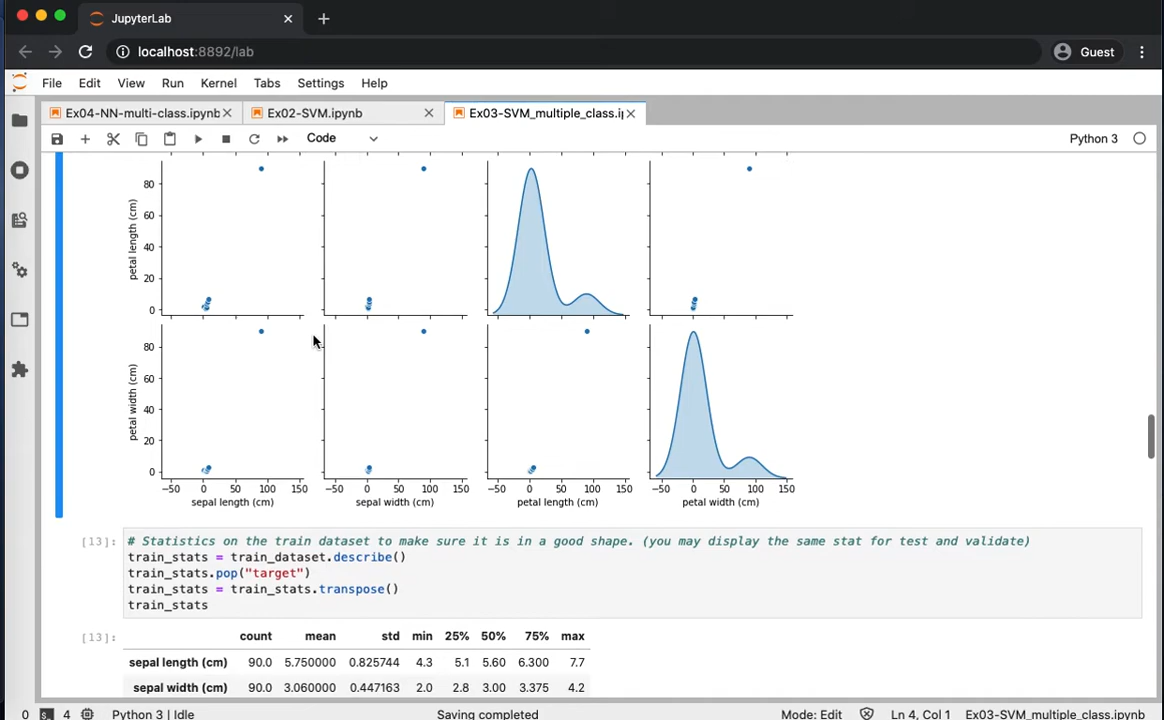 JupyterLab
localhost:8892/lab
Guest
File Edit View Run Kernel Tabs Settings Help
Ex04-NN-multi-class.ipynb Ex02-SVM.ipynb Ex03-SVM_multiple_class.ip
Code Python 3
petal length (cm)
80
60
40
20
0
petal width (cm)
80
60
40
20
0
−50 0 50 100 150 −50 0 50 100 150 −50 0 50 100 150 −50 0 50 100 150
sepal length (cm) sepal width (cm) petal length (cm) petal width (cm)
[13]: # Statistics on the train dataset to make sure it is in a good shape. (you may display the same stat for test and validate)
train_stats = train_dataset.describe()
train_stats.pop("target")
train_stats = train_stats.transpose()
train_stats
[13]: count mean std min 25% 50% 75% max
sepal length (cm) 90.0 5.750000 0.825744 4.3 5.1 5.60 6.300 7.7
sepal width (cm) 90.0 3.060000 0.447163 2.0 2.8 3.00 3.375 4.2
0 4 Python 3 | Idle Saving completed Mode: Edit Ln 4, Col 1 Ex03-SVM_multiple_class.ipynb